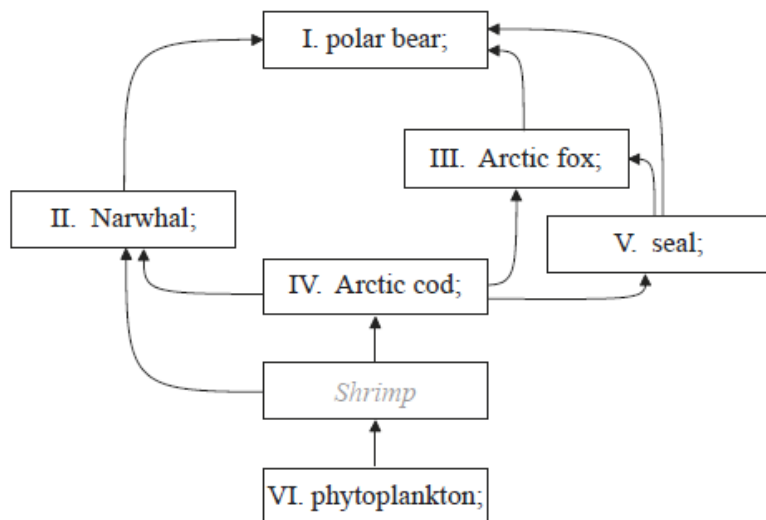 I. polar bear;
III. Arctic fox;
II. Narwhal;
V. seal;
IV. Arctic cod;
Shrimp
VI. phytoplankton;